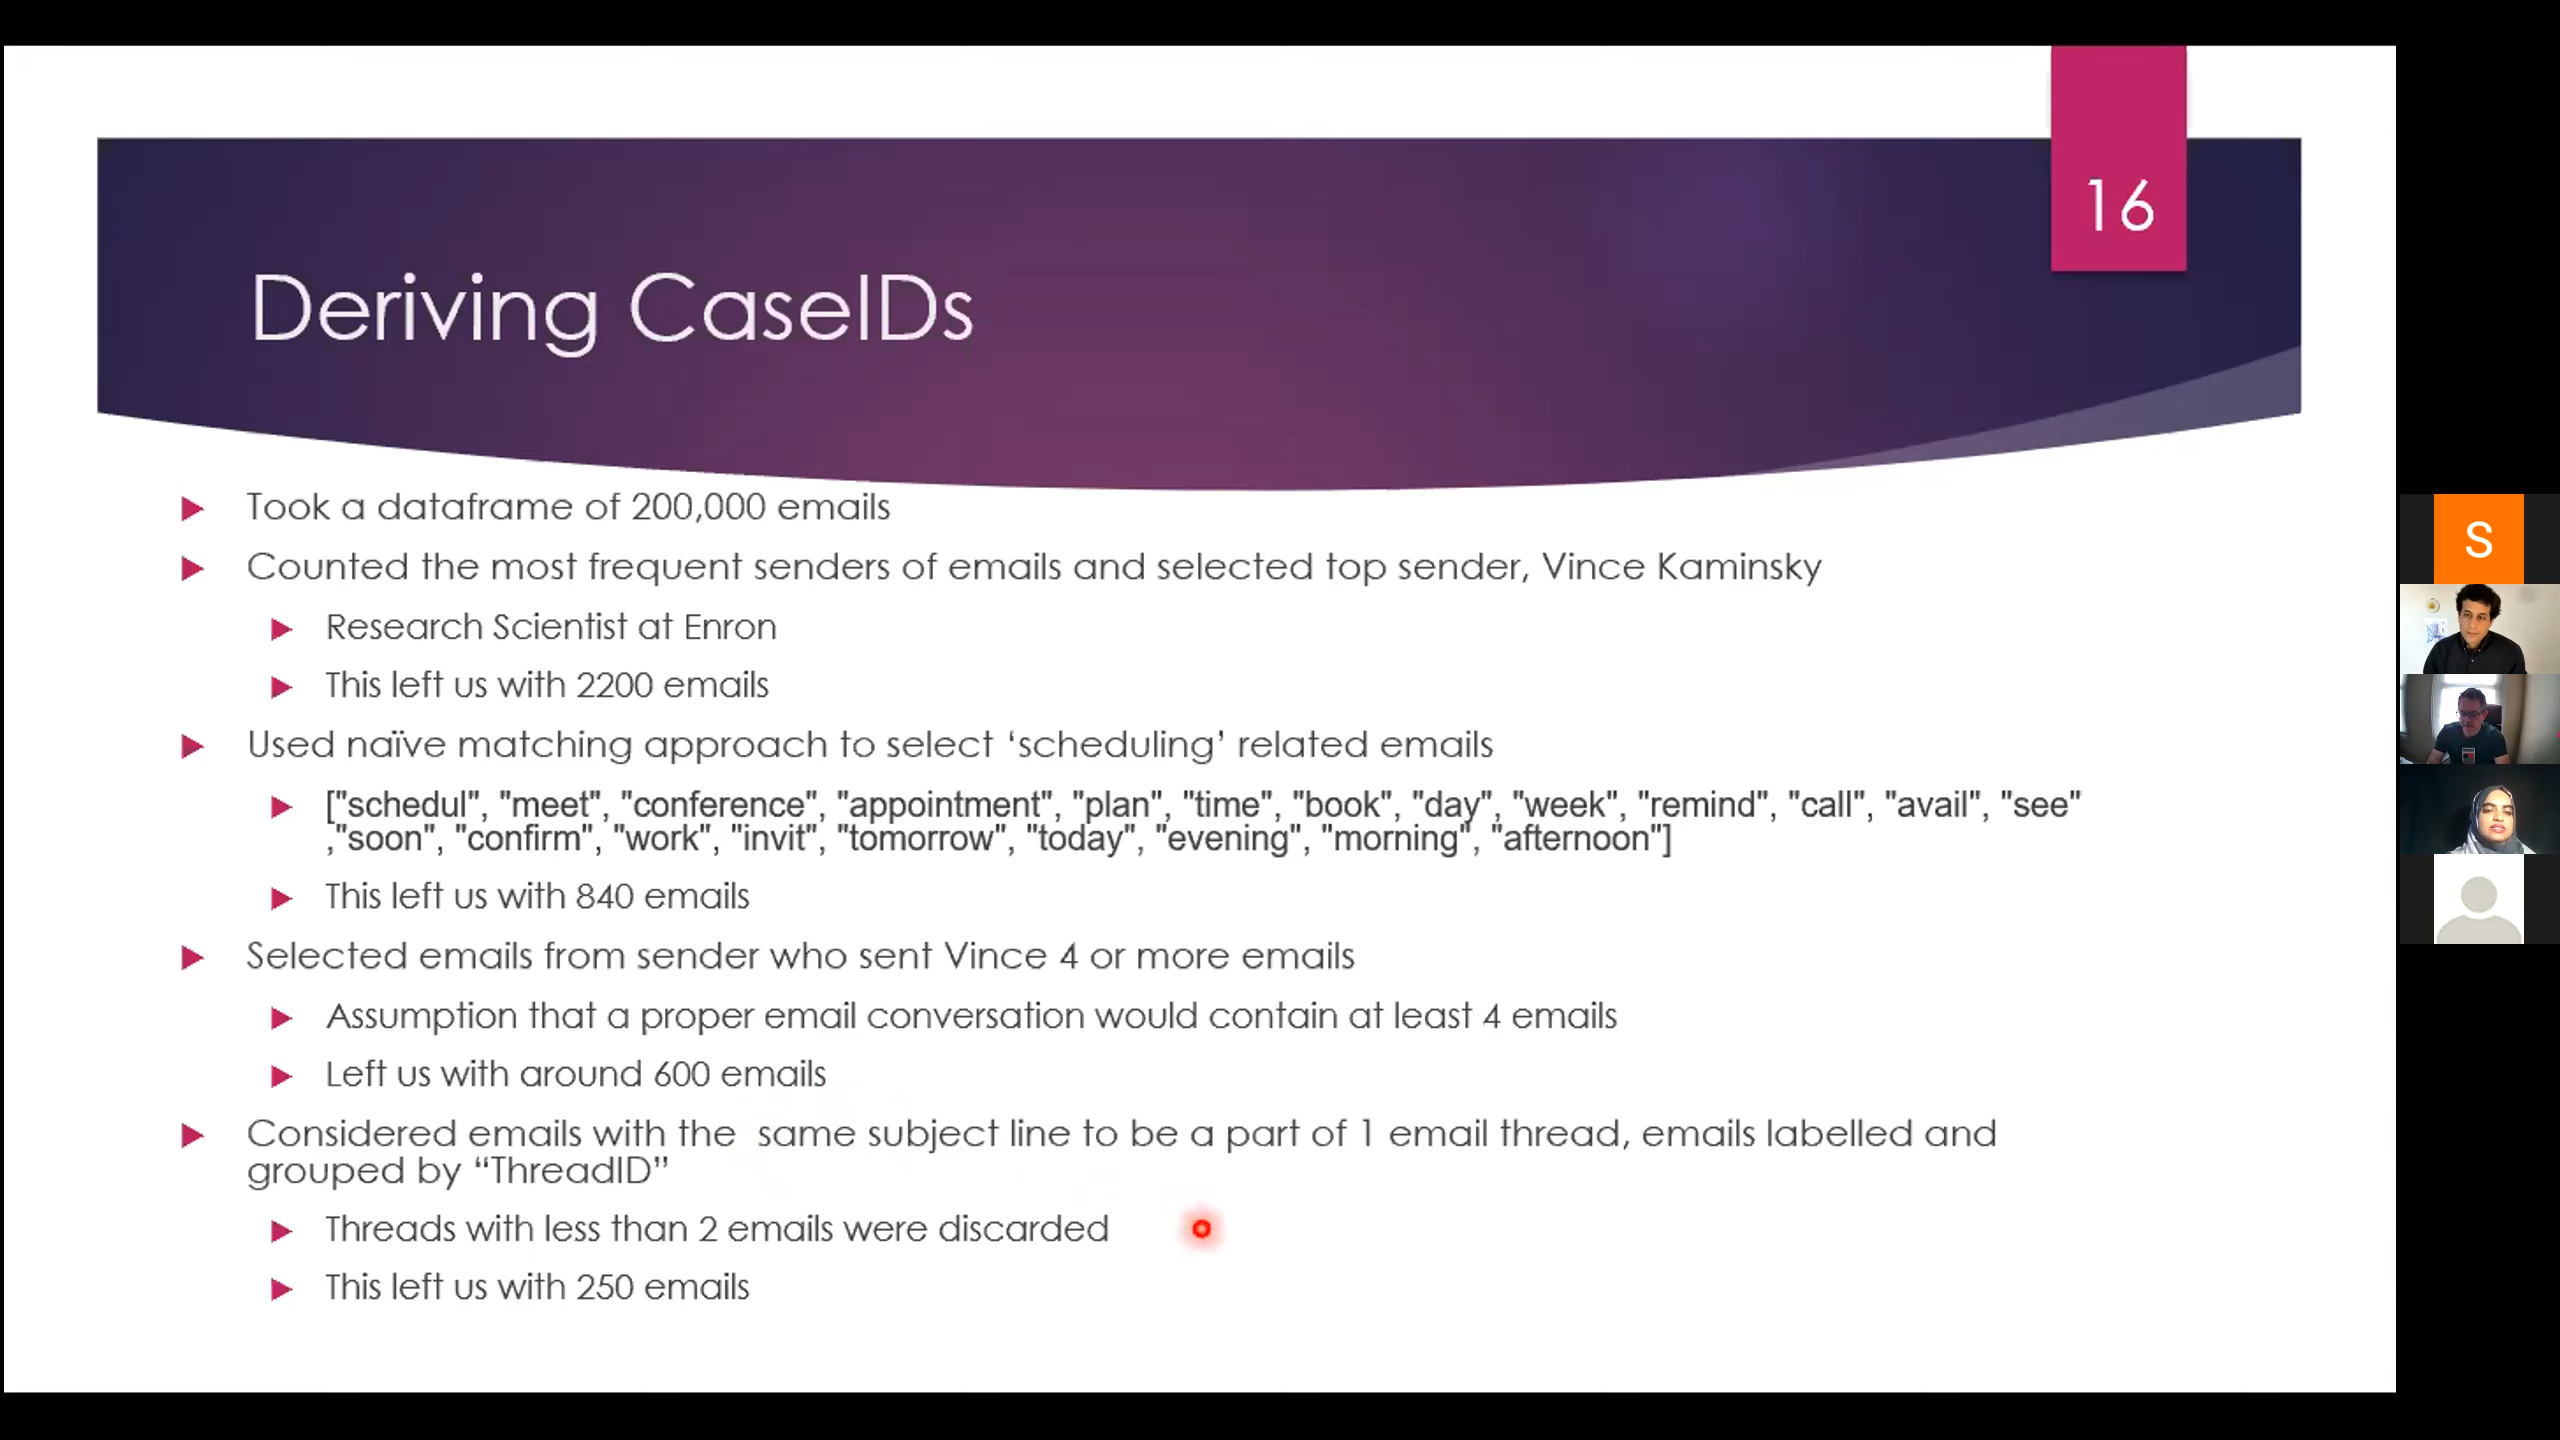 16
Deriving CaseIDs
Took a dataframe of 200,000 emails
Counted the most frequent senders of emails and selected top sender, Vince Kaminsky
Research Scientist at Enron
This left us with 2200 emails
Used naïve matching approach to select ‘scheduling’ related emails
["schedul", "meet", "conference", "appointment", "plan", "time", "book", "day", "week", "remind", "call", "avail", "see"
,"soon", "confirm", "work", "invit", "tomorrow", "today", "evening", "morning", "afternoon"]
This left us with 840 emails
Selected emails from sender who sent Vince 4 or more emails
Assumption that a proper email conversation would contain at least 4 emails
Left us with around 600 emails
Considered emails with the  same subject line to be a part of 1 email thread, emails labelled and
grouped by “ThreadID”
Threads with less than 2 emails were discarded
This left us with 250 emails
S